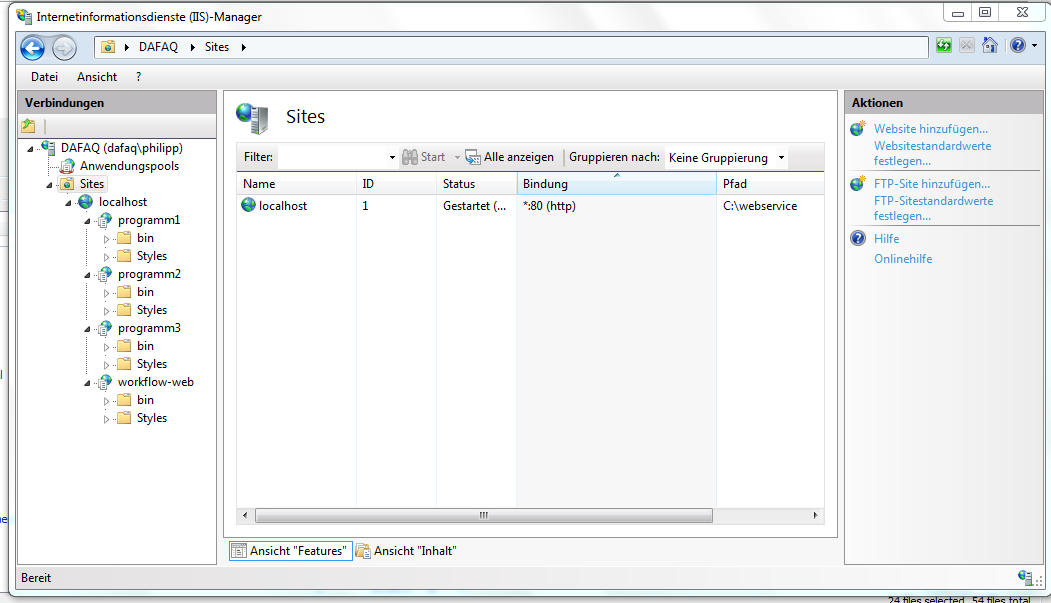 Internetinformationsdienste (IIS)-Manager
DAFAQ Sites
Datei Ansicht ?
Verbindungen
DAFAQ (dafaq\philipp)
Anwendungspools
Sites
localhost
programm1
bin
Styles
programm2
bin
Styles
programm3
bin
Styles
workflow-web
bin
Styles
Sites
Filter: Start Alle anzeigen Gruppieren nach: Keine Gruppierung
Name ID Status Bindung Pfad
localhost 1 Gestartet (... *:80 (http) C:\webservice
Ansicht "Features" Ansicht "Inhalt"
Aktionen
Website hinzufügen...
Websitestandardwerte
festlegen...
FTP-Site hinzufügen...
FTP-Sitestandardwerte
festlegen...
Hilfe
Onlinehilfe
Bereit
24 files selected, 54 files total